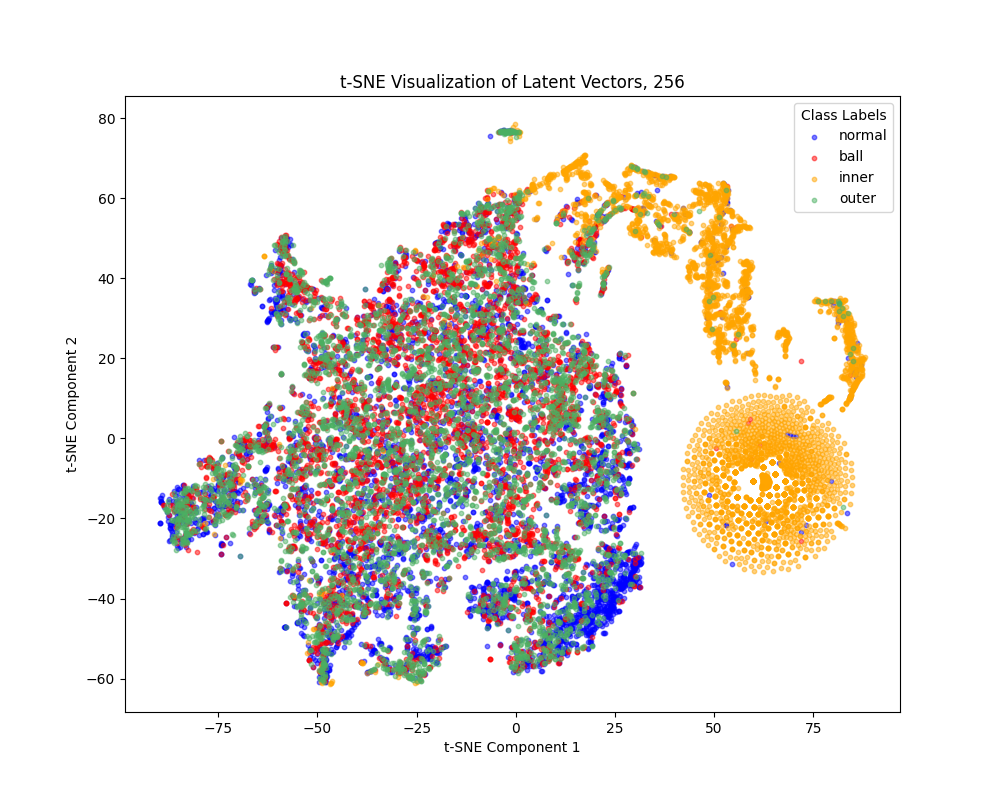 t-SNE Visualization of Latent Vectors, 256
Class Labels
normal
ball
inner
outer
80
60
40
20
0
−20
−40
−60
t-SNE Component 2
−75
−50
−25
0
25
50
75
t-SNE Component 1